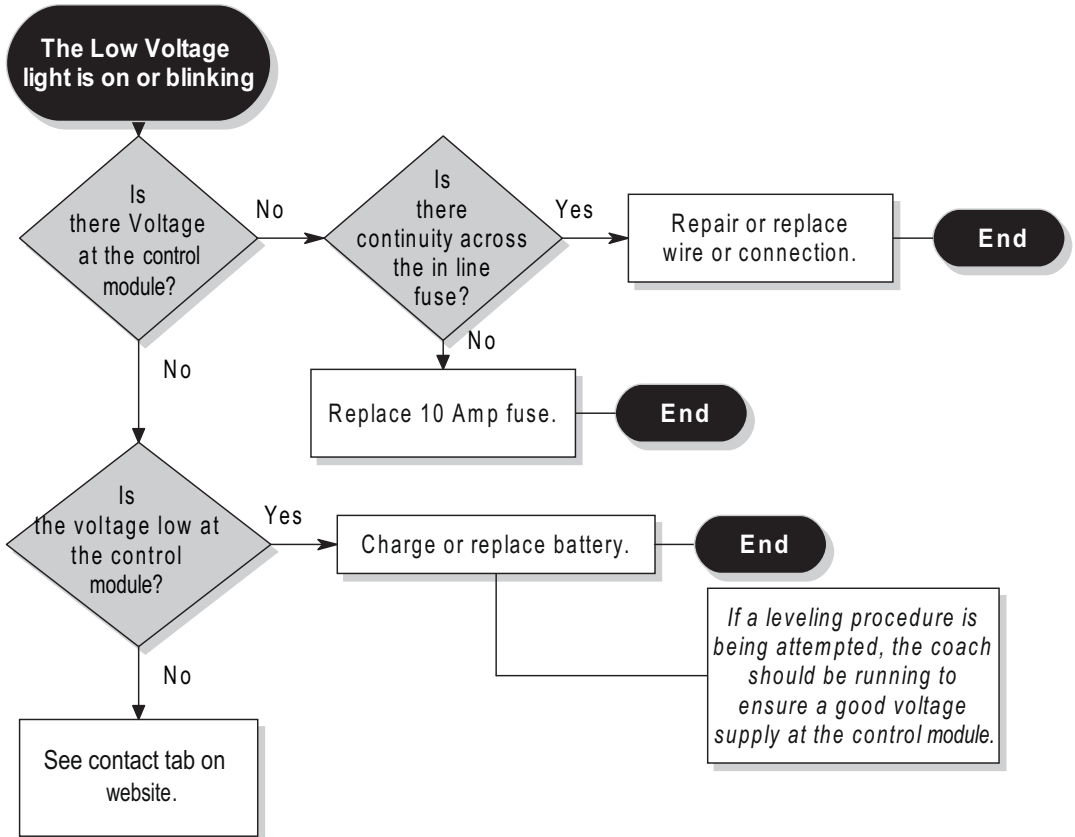 The Low Voltage
light is on or blinking
Is
there Voltage
at the control
module?
No
Is
there
continuity across
the in line
fuse?
Yes
Repair or replace
wire or connection.
End
No
No
Replace 10 Amp fuse.
End
Is
the voltage low at
the control
module?
Yes
Charge or replace battery.
End
If a leveling procedure is
being attempted, the coach
should be running to
ensure a good voltage
supply at the control module.
No
See contact tab on
website.